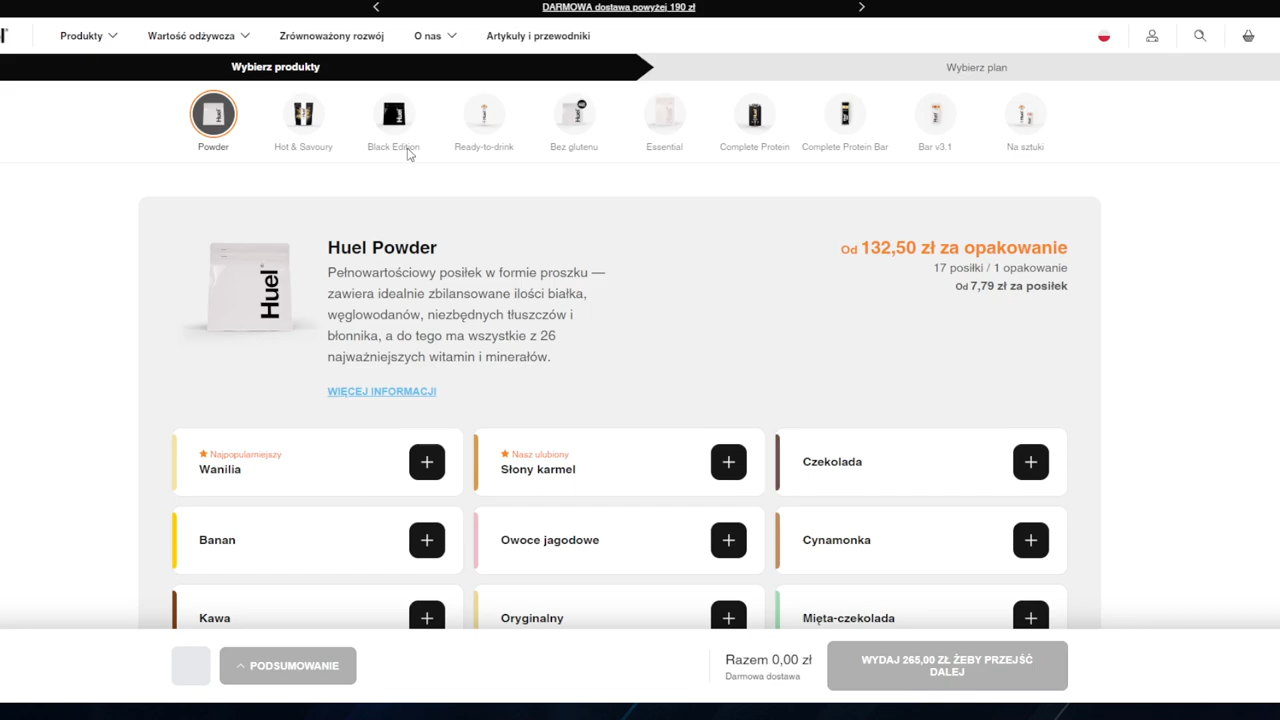 DARMOWA dostawa powyżej 190 zł
Produkty
Wartość odżywcza
Zrównoważony rozwój
O nas
Artykuły i przewodniki
Wybierz produkty
Wybierz plan
Powder
Hot & Savoury
Black Edition
Ready-to-drink
Bez glutenu
Essential
Complete Protein
Complete Protein Bar
Bar v3.1
Na sztuki
Huel
Huel Powder
Pełnowartościowy posiłek w formie proszku —
zawiera idealnie zbilansowane ilości białka,
węglowodanów, niezbędnych tłuszczów i
błonnika, a do tego ma wszystkie z 26
najważniejszych witamin i minerałów.
WIĘCEJ INFORMACJI
Od 132,50 zł za opakowanie
17 posiłki / 1 opakowanie
Od 7,79 zł za posiłek
Najpopularniejszy
Wanilia
Nasz ulubiony
Słony karmel
Czekolada
Banan
Owoce jagodowe
Cynamonka
Kawa
Oryginalny
Mięta-czekolada
PODSUMOWANIE
Razem 0,00 zł
Darmowa dostawa
WYDAJ 265,00 ZŁ ŻEBY PRZEJŚĆ
DALEJ